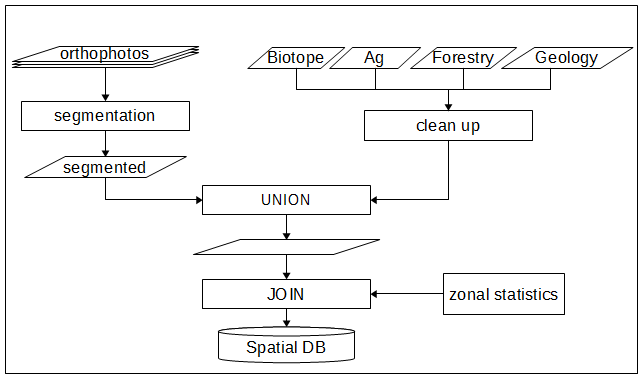 orthophotos
Biotope
Ag
Forestry
Geology
segmentation
clean up
segmented
UNION
JOIN
zonal statistics
Spatial DB